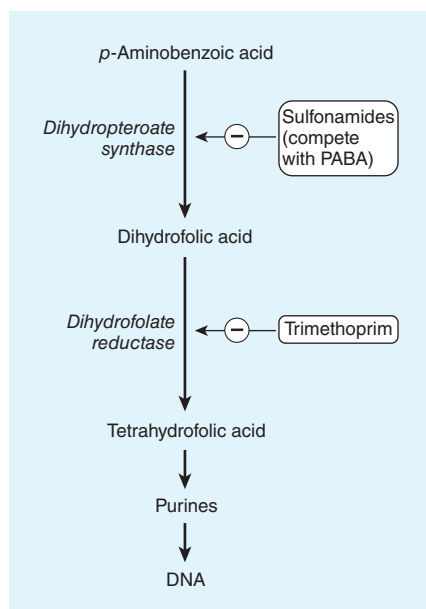 p-Aminobenzoic acid
Dihydropteroate
synthase
Sulfonamides
(compete
with PABA)
Dihydrofolic acid
Dihydrofolate
reductase
Trimethoprim
Tetrahydrofolic acid
Purines
DNA